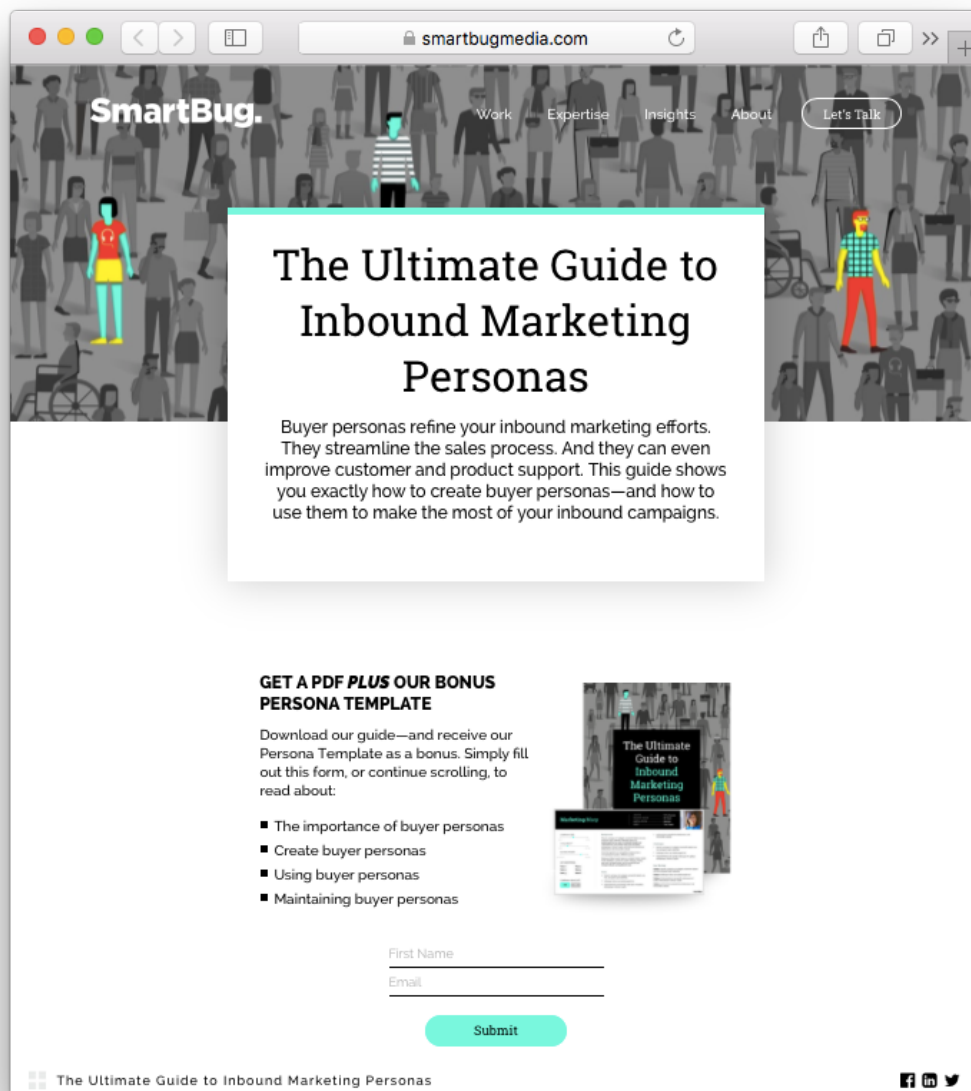 smartbugmedia.com
SmartBug.
Work Expertise Insights About Let's Talk
The Ultimate Guide to
Inbound Marketing
Personas
Buyer personas refine your inbound marketing efforts.
They streamline the sales process. And they can even
improve customer and product support. This guide shows
you exactly how to create buyer personas—and how to
use them to make the most of your inbound campaigns.
GET A PDF PLUS OUR BONUS
PERSONA TEMPLATE
Download our guide—and receive our
Persona Template as a bonus. Simply fill
out this form, or continue scrolling, to
read about:
The importance of buyer personas
Create buyer personas
Using buyer personas
Maintaining buyer personas
The Ultimate
Guide to
Inbound
Marketing
Personas
First Name
Email
Submit
The Ultimate Guide to Inbound Marketing Personas